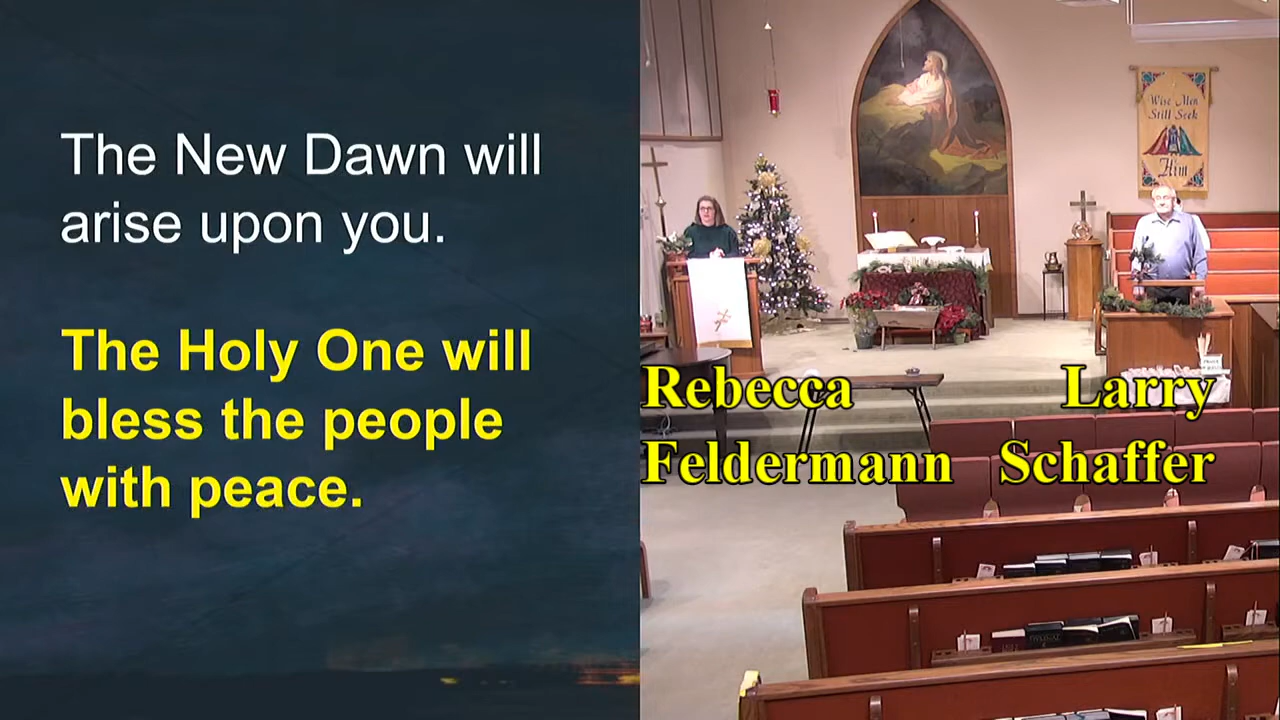 The New Dawn will
arise upon you.
The Holy One will
bless the people
with peace.
Wise Men
Still Seek
Him
Rebecca
Feldermann
Larry
Schaffer